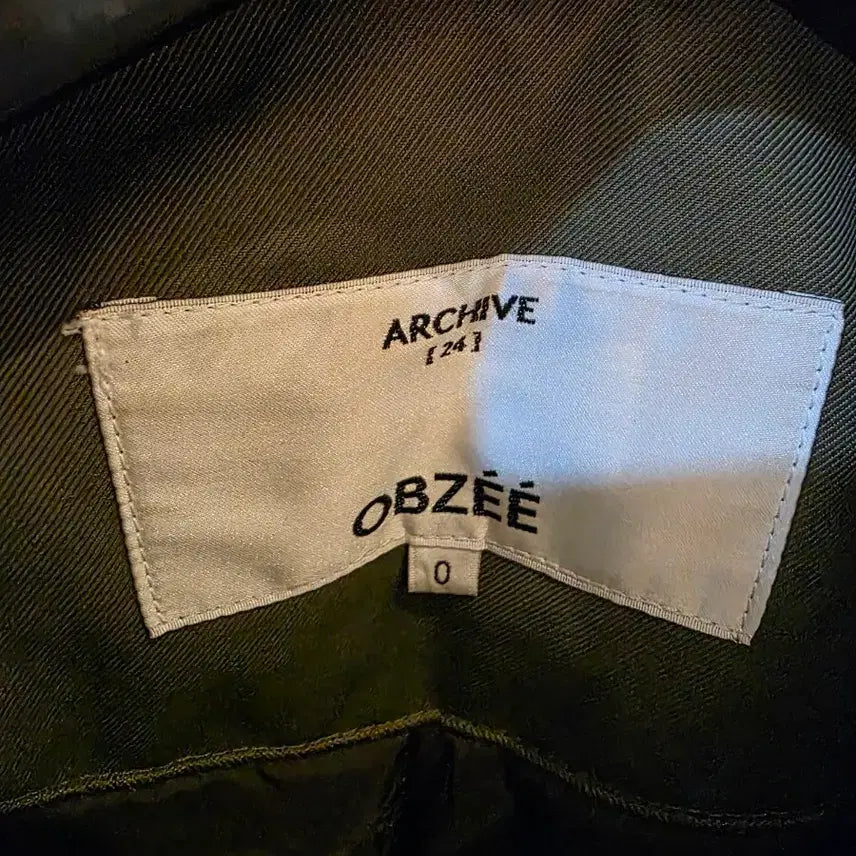 ARCHIVE
[24]
OBZÉÉ
0